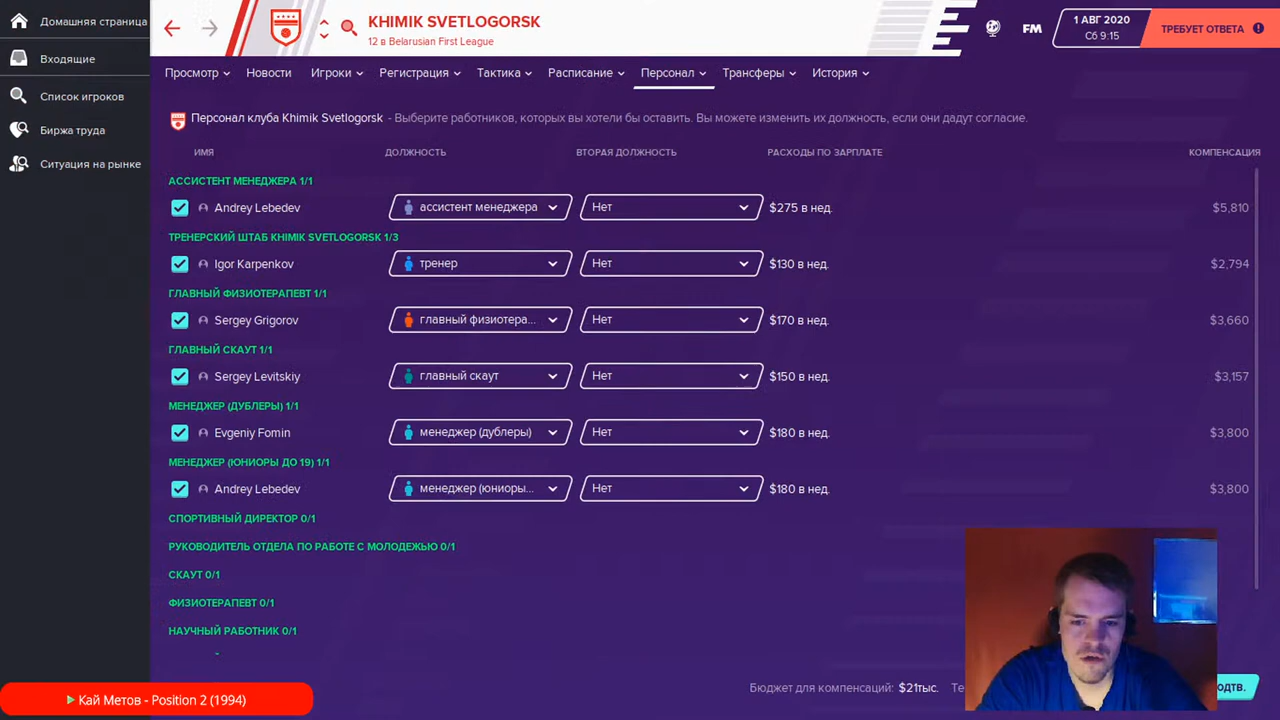 Домашняя страница
Входящие
Список игроков
Биржа труда
Ситуация на рынке
KHIMIK SVETLOGORSK
12 в Belarusian First League
FM
1 АВГ 2020
Сб 9:15
ТРЕБУЕТ ОТВЕТА
Просмотр Новости Игроки Регистрация Тактика Расписание Персонал Трансферы История
Персонал клуба Khimik Svetlogorsk - Выберите работников, которых вы хотели бы оставить. Вы можете изменить их должность, если они дадут согласие.
ИМЯ ДОЛЖНОСТЬ ВТОРАЯ ДОЛЖНОСТЬ РАСХОДЫ ПО ЗАРПЛАТЕ КОМПЕНСАЦИЯ
АССИСТЕНТ МЕНЕДЖЕРА 1/1
Andrey Lebedev ассистент менеджера Нет $275 в нед. $5,810
ТРЕНЕРСКИЙ ШТАБ KHIMIK SVETLOGORSK 1/3
Igor Karpenkov тренер Нет $130 в нед. $2,794
ГЛАВНЫЙ ФИЗИОТЕРАПЕВТ 1/1
Sergey Grigorov главный физиотера... Нет $170 в нед. $3,660
ГЛАВНЫЙ СКАУТ 1/1
Sergey Levitskiy главный скаут Нет $150 в нед. $3,157
МЕНЕДЖЕР (ДУБЛЕРЫ) 1/1
Evgeniy Fomin менеджер (дублеры) Нет $180 в нед. $3,800
МЕНЕДЖЕР (ЮНИОРЫ ДО 19) 1/1
Andrey Lebedev менеджер (юниоры... Нет $180 в нед. $3,800
СПОРТИВНЫЙ ДИРЕКТОР 0/1
РУКОВОДИТЕЛЬ ОТДЕЛА ПО РАБОТЕ С МОЛОДЕЖЬЮ 0/1
СКАУТ 0/1
ФИЗИОТЕРАПЕВТ 0/1
НАУЧНЫЙ РАБОТНИК 0/1
Бюджет для компенсаций: $21тыс.
Кай Метов - Position 2 (1994)